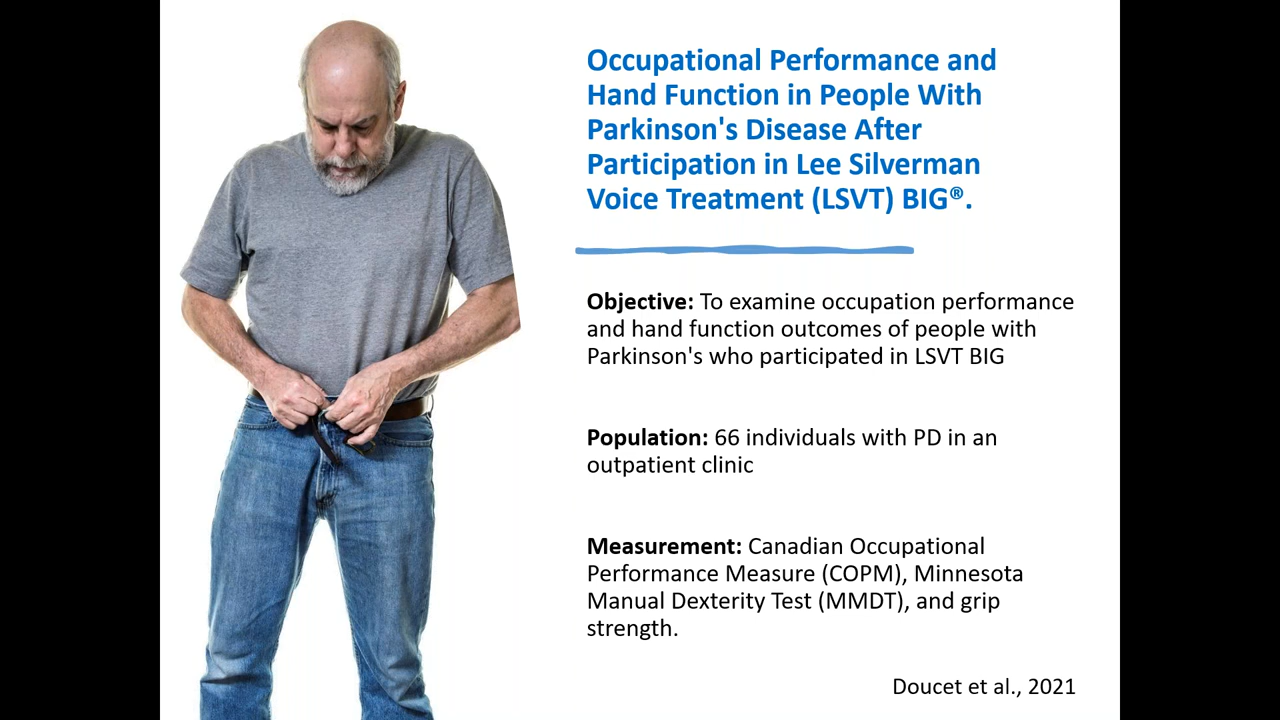 Occupational Performance and
Hand Function in People With
Parkinson's Disease After
Participation in Lee Silverman
Voice Treatment (LSVT) BIG®.
Objective: To examine occupation performance
and hand function outcomes of people with
Parkinson's who participated in LSVT BIG
Population: 66 individuals with PD in an
outpatient clinic
Measurement: Canadian Occupational
Performance Measure (COPM), Minnesota
Manual Dexterity Test (MMDT), and grip
strength.
Doucet et al., 2021